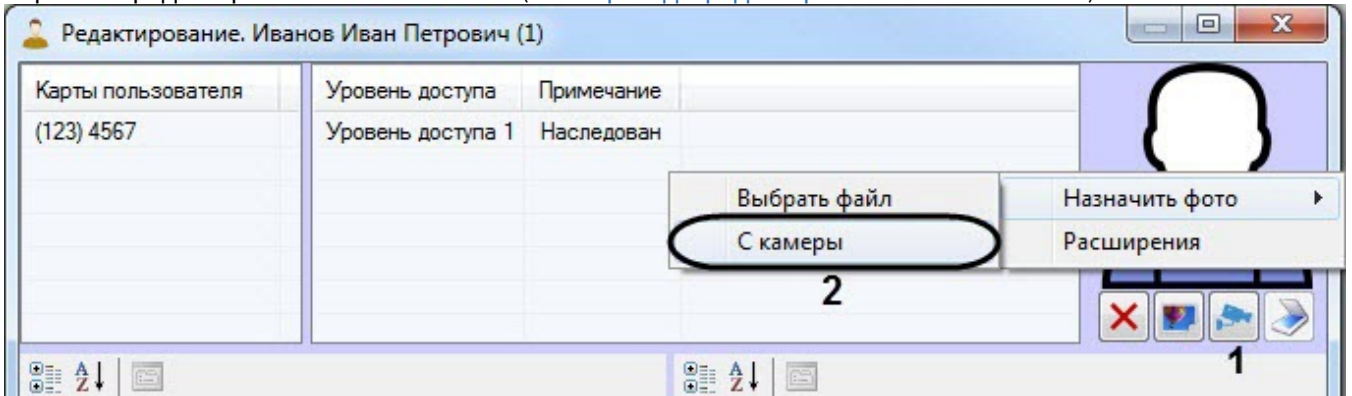 Редактирование. Иванов Иван Петрович (1)
Карты пользователя
Уровень доступа
Примечание
(123) 4567
Уровень доступа 1
Наследован
Выбрать файл
Назначить фото
С камеры
Расширения
2
1